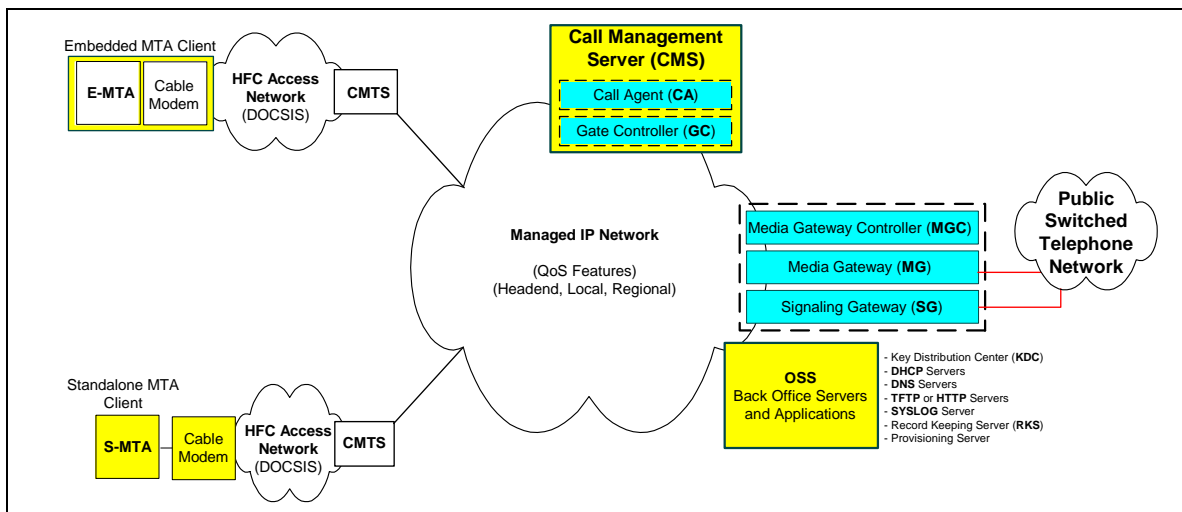 Embedded MTA Client
E-MTA
Cable
Modem
HFC Access
Network
(DOCSIS)
CMTS
Call Management
Server (CMS)
Call Agent (CA)
Gate Controller (GC)
Managed IP Network
(QoS Features)
(Headend, Local, Regional)
Media Gateway Controller (MGC)
Media Gateway (MG)
Signaling Gateway (SG)
Public
Switched
Telephone
Network
OSS
Back Office Servers
and Applications
- Key Distribution Center (KDC)
- DHCP Servers
- DNS Servers
- TFTP or HTTP Servers
- SYSLOG Server
- Record Keeping Server (RKS)
- Provisioning Server
Standalone MTA
Client
S-MTA
Cable
Modem
HFC Access
Network
(DOCSIS)
CMTS